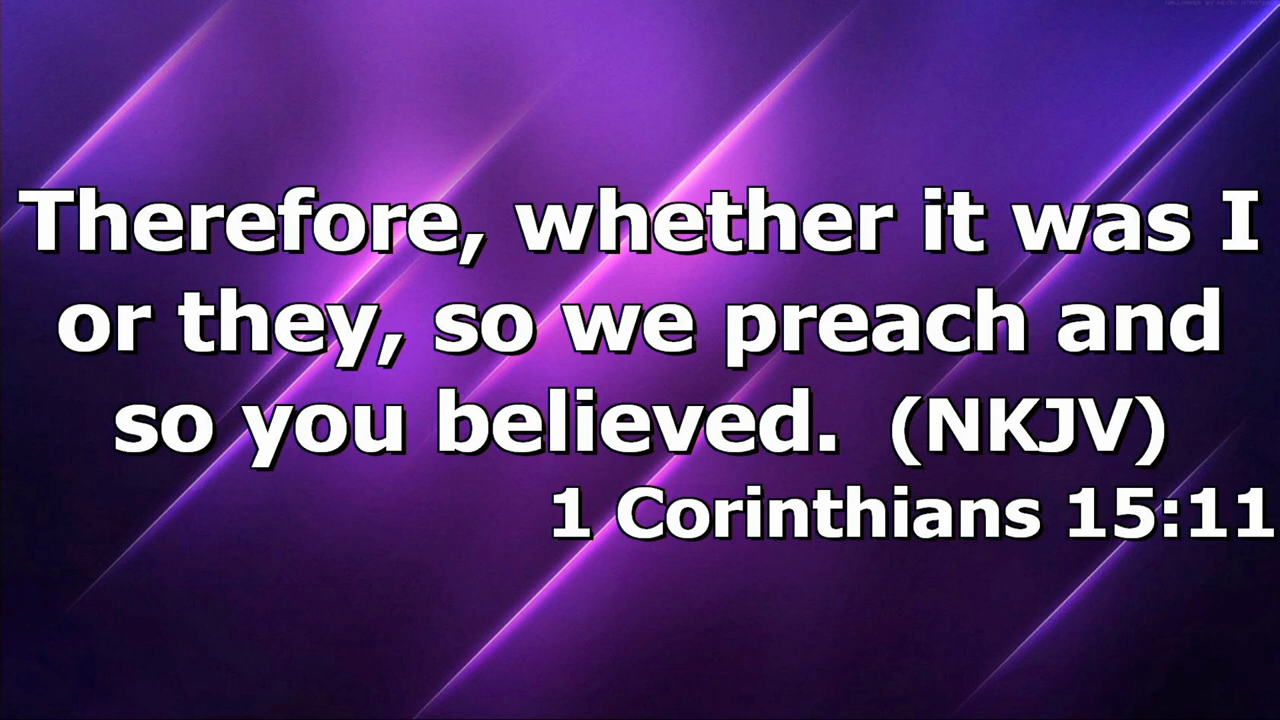 Therefore, whether it was I
or they, so we preach and
so you believed.  (NKJV)
1 Corinthians 15:11